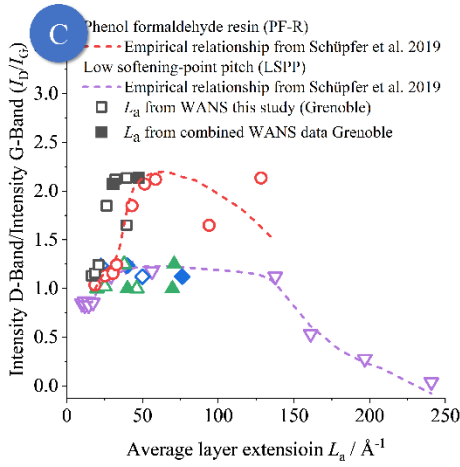 C
Phenol formaldehyde resin (PF-R)
Empirical relationship from Schüpfer et al. 2019
Low softening-point pitch (LSPP)
Empirical relationship from Schüpfer et al. 2019
La from WANS this study (Grenoble)
La from combined WANS data Grenoble
Intensity D-Band/Intensity G-Band (ID/IG)
3.0
2.5
2.0
1.5
1.0
0.5
0.0
0 50 100 150 200 250
Average layer extensioin La / Å-1